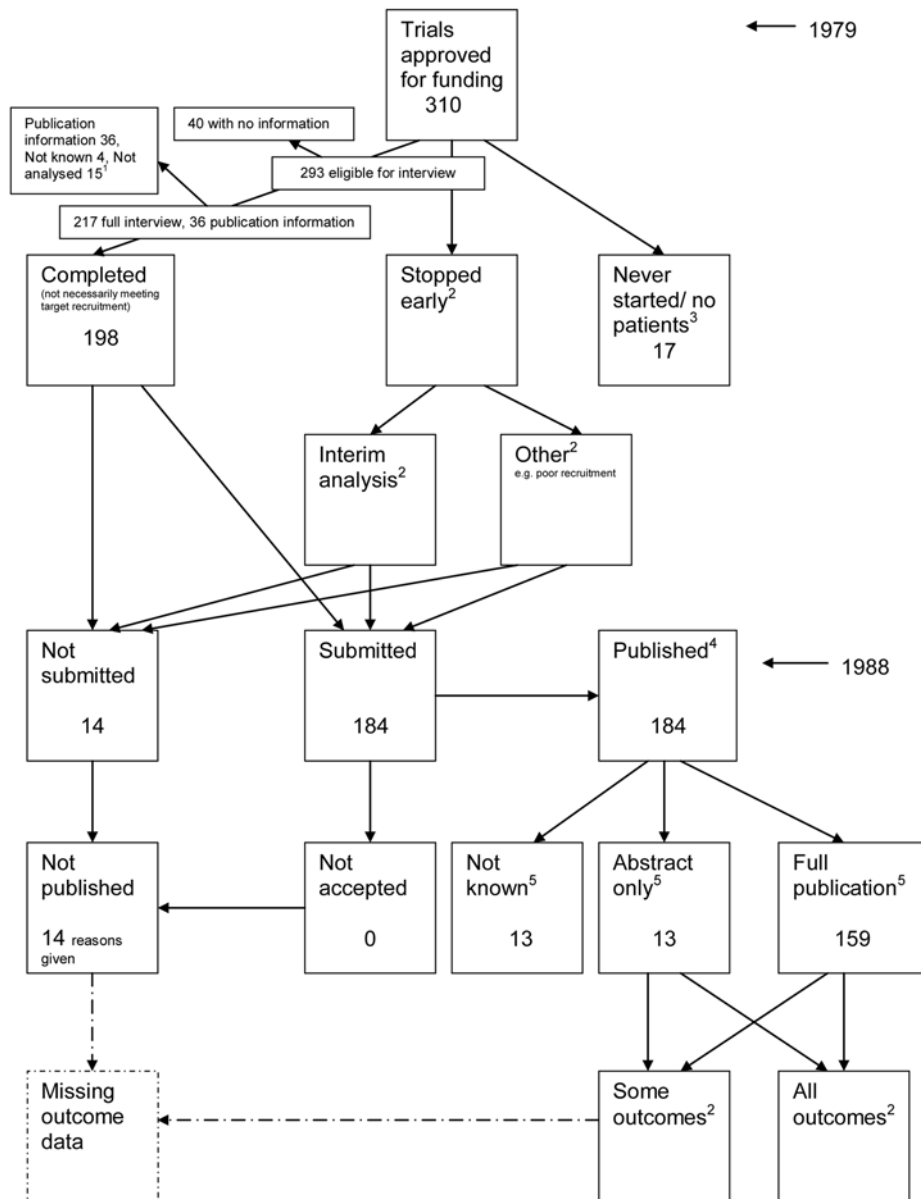 Trials
approved
for funding
310
1979
Publication
information 36,
Not known 4, Not
analysed 15¹
40 with no information
293 eligible for interview
217 full interview, 36 publication information
Completed
(not necessarily meeting
target recruitment)
198
Stopped
early²
Never
started/ no
patients³
17
Interim
analysis²
Other²
e.g. poor recruitment
Not
submitted
14
Submitted
184
Published⁴
184
1988
Not
published
14 reasons
given
Not
accepted
0
Not
known⁵
13
Abstract
only⁵
13
Full
publication⁵
159
Missing
outcome
data
Some
outcomes²
All
outcomes²